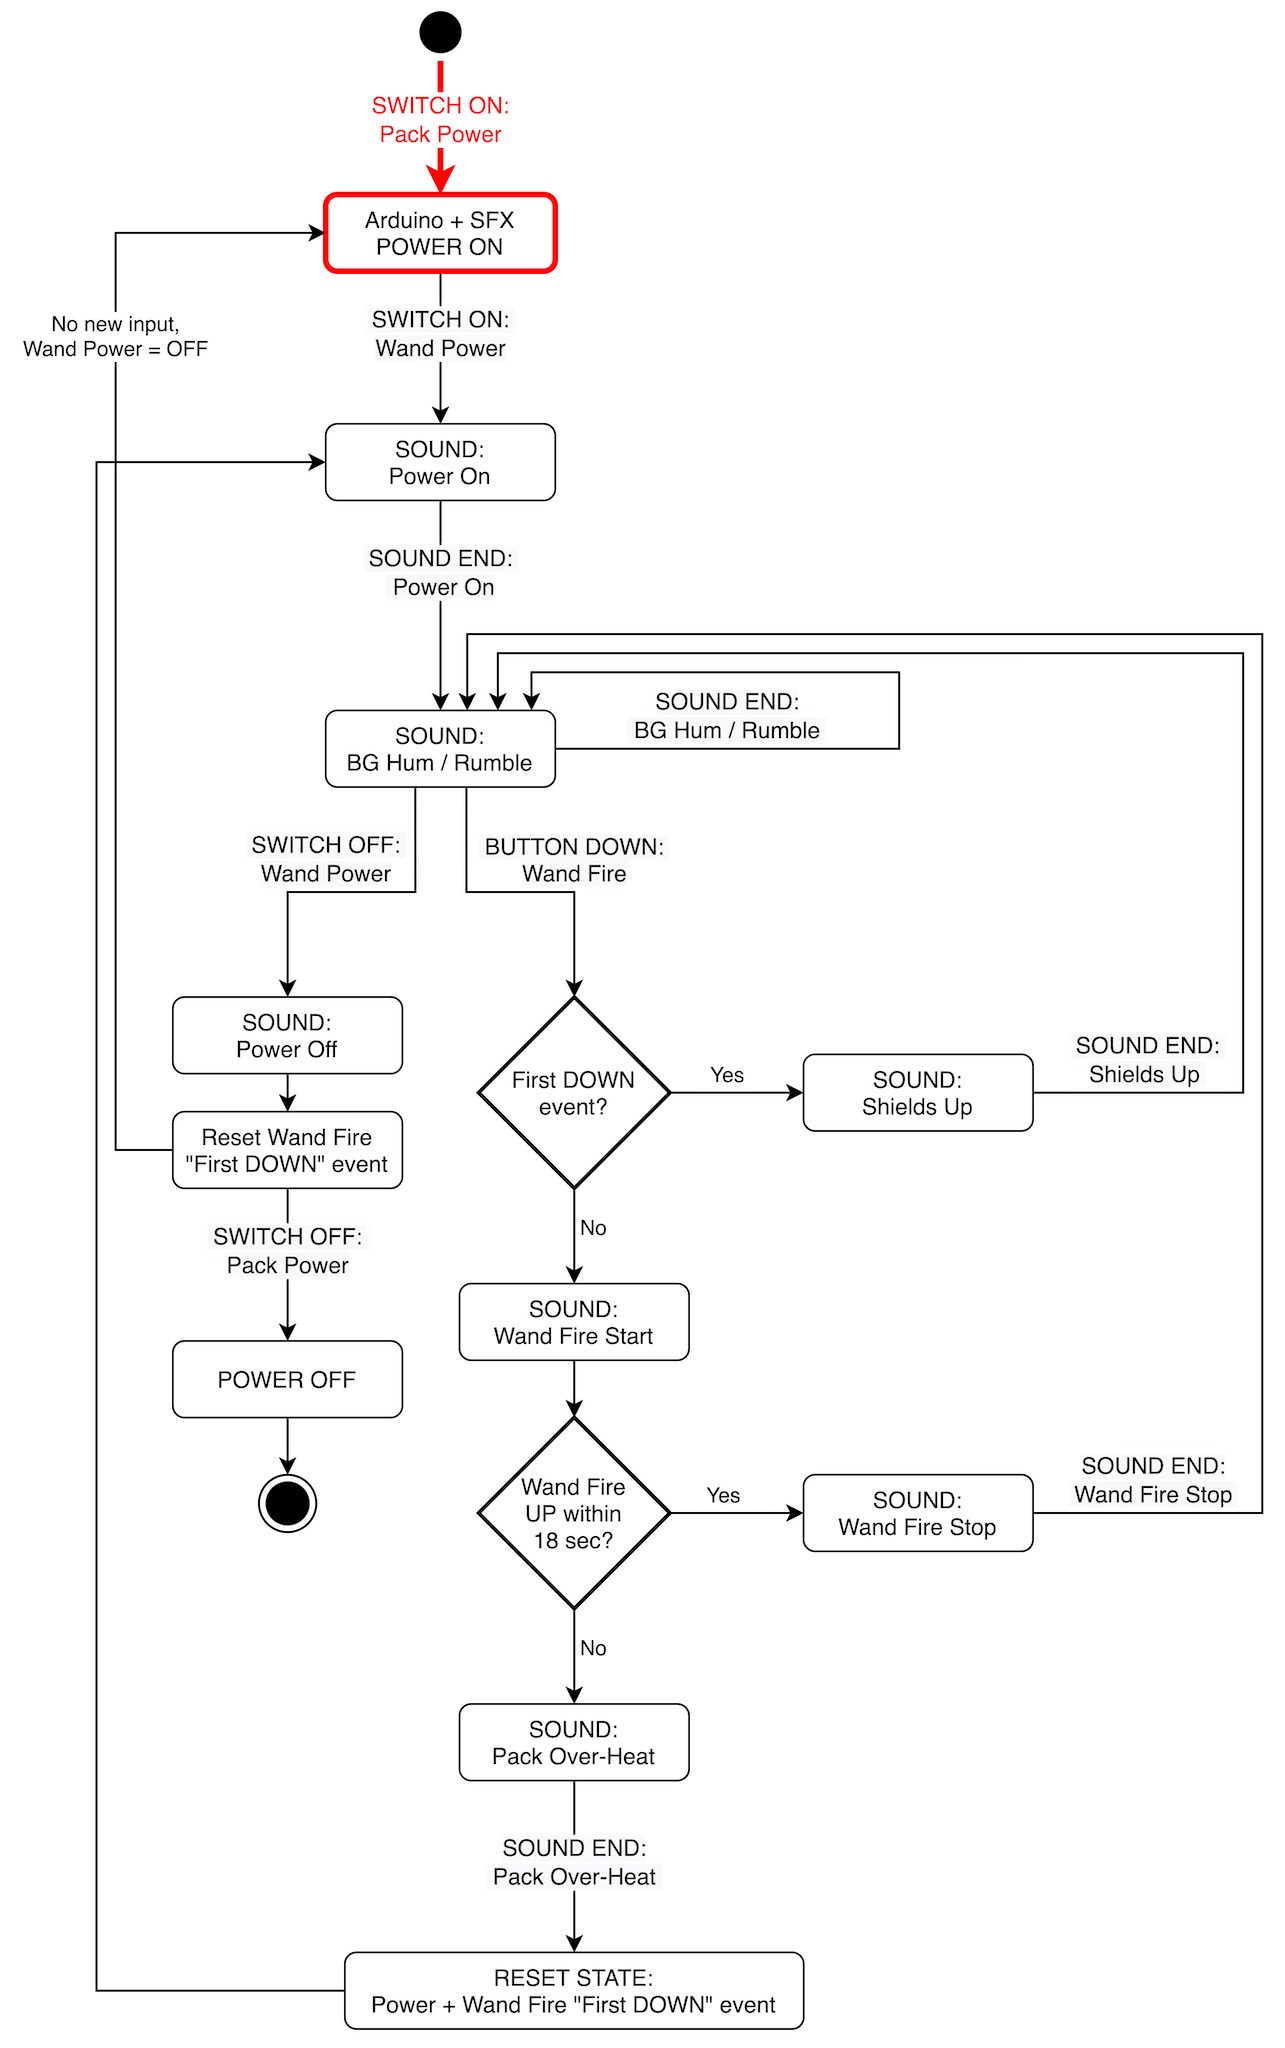 SWITCH ON:
Pack Power
Arduino + SFX
POWER ON
No new input,
Wand Power = OFF
SWITCH ON:
Wand Power
SOUND:
Power On
SOUND END:
Power On
SOUND END:
BG Hum / Rumble
SOUND:
BG Hum / Rumble
SWITCH OFF:
Wand Power
BUTTON DOWN:
Wand Fire
SOUND:
Power Off
First DOWN
event?
Yes
SOUND:
Shields Up
SOUND END:
Shields Up
Reset Wand Fire
"First DOWN" event
No
SWITCH OFF:
Pack Power
SOUND:
Wand Fire Start
POWER OFF
Wand Fire
UP within
18 sec?
Yes
SOUND:
Wand Fire Stop
SOUND END:
Wand Fire Stop
No
SOUND:
Pack Over-Heat
SOUND END:
Pack Over-Heat
RESET STATE:
Power + Wand Fire "First DOWN" event